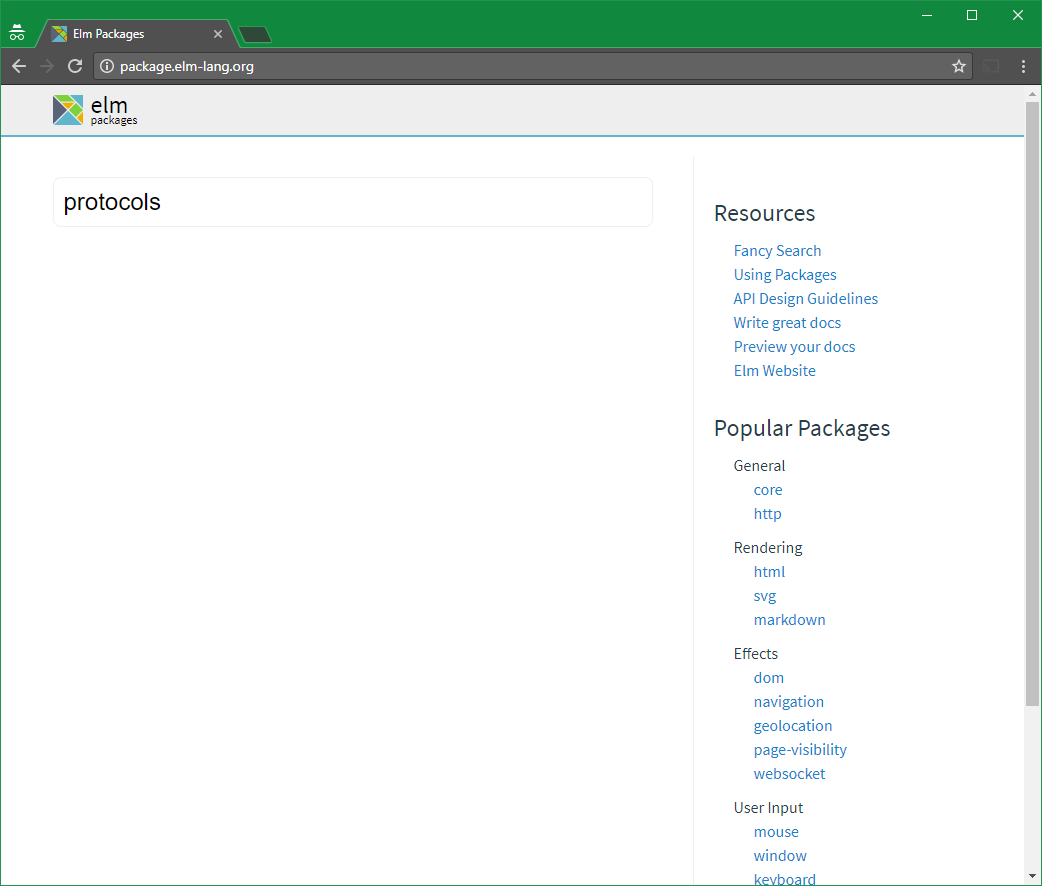 Elm Packages
package.elm-lang.org
elm
packages
protocols
Resources
Fancy Search
Using Packages
API Design Guidelines
Write great docs
Preview your docs
Elm Website
Popular Packages
General
core
http
Rendering
html
svg
markdown
Effects
dom
navigation
geolocation
page-visibility
websocket
User Input
mouse
window
keyboard